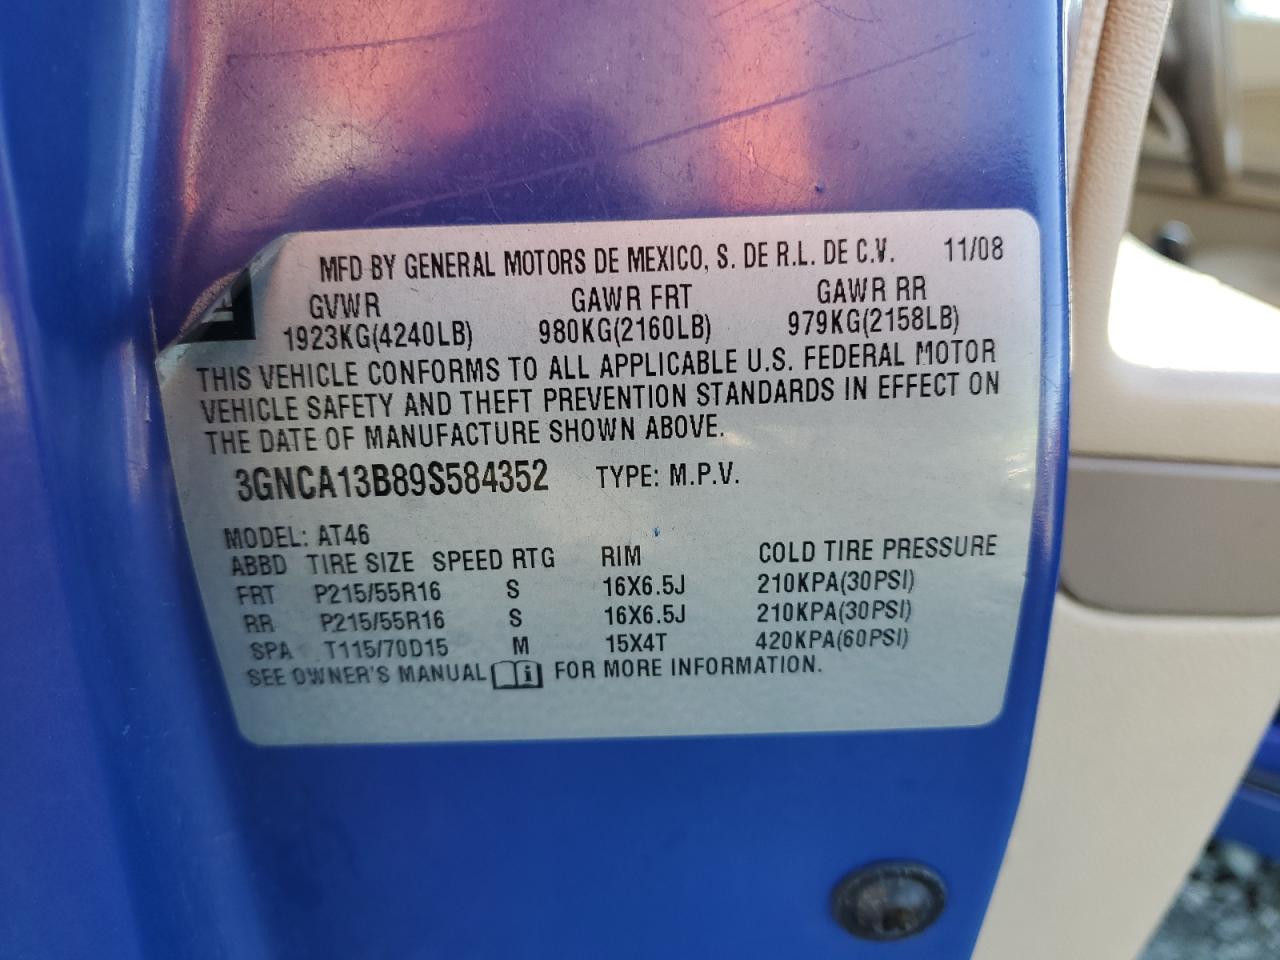 MFD BY GENERAL MOTORS DE MEXICO, S. DE R.L. DE C.V. 11/08
GVWR GAWR FRT GAWR RR
1923KG(4240LB) 980KG(2160LB) 979KG(2158LB)
THIS VEHICLE CONFORMS TO ALL APPLICABLE U.S. FEDERAL MOTOR
VEHICLE SAFETY AND THEFT PREVENTION STANDARDS IN EFFECT ON
THE DATE OF MANUFACTURE SHOWN ABOVE.
3GNCA13B89S584352 TYPE: M.P.V.
MODEL: AT46
ABBD TIRE SIZE SPEED RTG RIM COLD TIRE PRESSURE
FRT P215/55R16 S 16X6.5J 210KPA(30PSI)
RR P215/55R16 S 16X6.5J 210KPA(30PSI)
SPA T115/70D15 M 15X4T 420KPA(60PSI)
SEE OWNER'S MANUAL i FOR MORE INFORMATION.